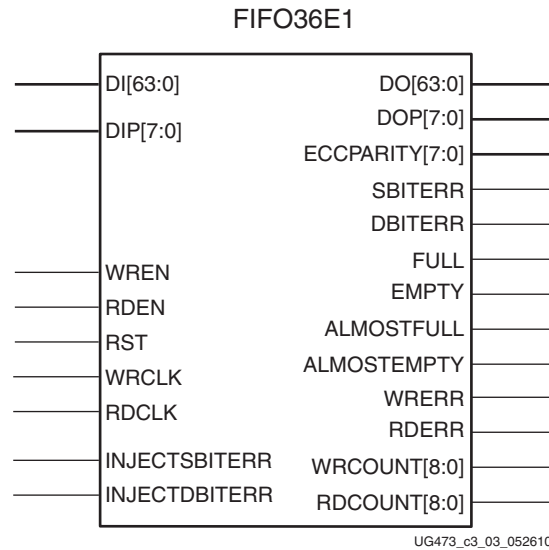 FIFO36E1
DI[63:0]
DIP[7:0]
WREN
RDEN
RST
WRCLK
RDCLK
INJECTSBITERR
INJECTDBITERR
DO[63:0]
DOP[7:0]
ECCPARITY[7:0]
SBITERR
DBITERR
FULL
EMPTY
ALMOSTFULL
ALMOSTEMPTY
WRERR
RDERR
WRCOUNT[8:0]
RDCOUNT[8:0]
UG473_c3_03_052610